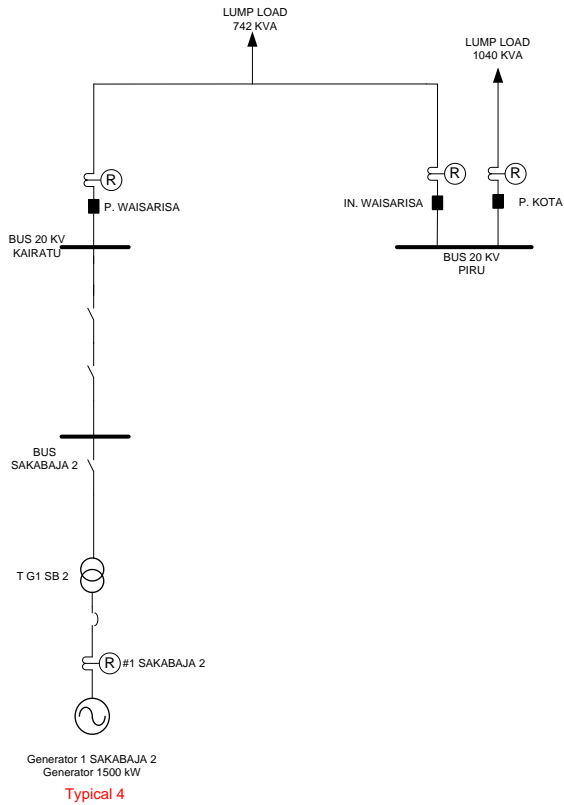 LUMP LOAD
742 KVA
LUMP LOAD
1040 KVA
R
R
R
P. WAISARISA
IN. WAISARISA
P. KOTA
BUS 20 KV
KAIRATU
BUS 20 KV
PIRU
BUS
SAKABAJA 2
T G1 SB 2
R
#1 SAKABAJA 2
Generator 1 SAKABAJA 2
Generator 1500 kW
Typical 4